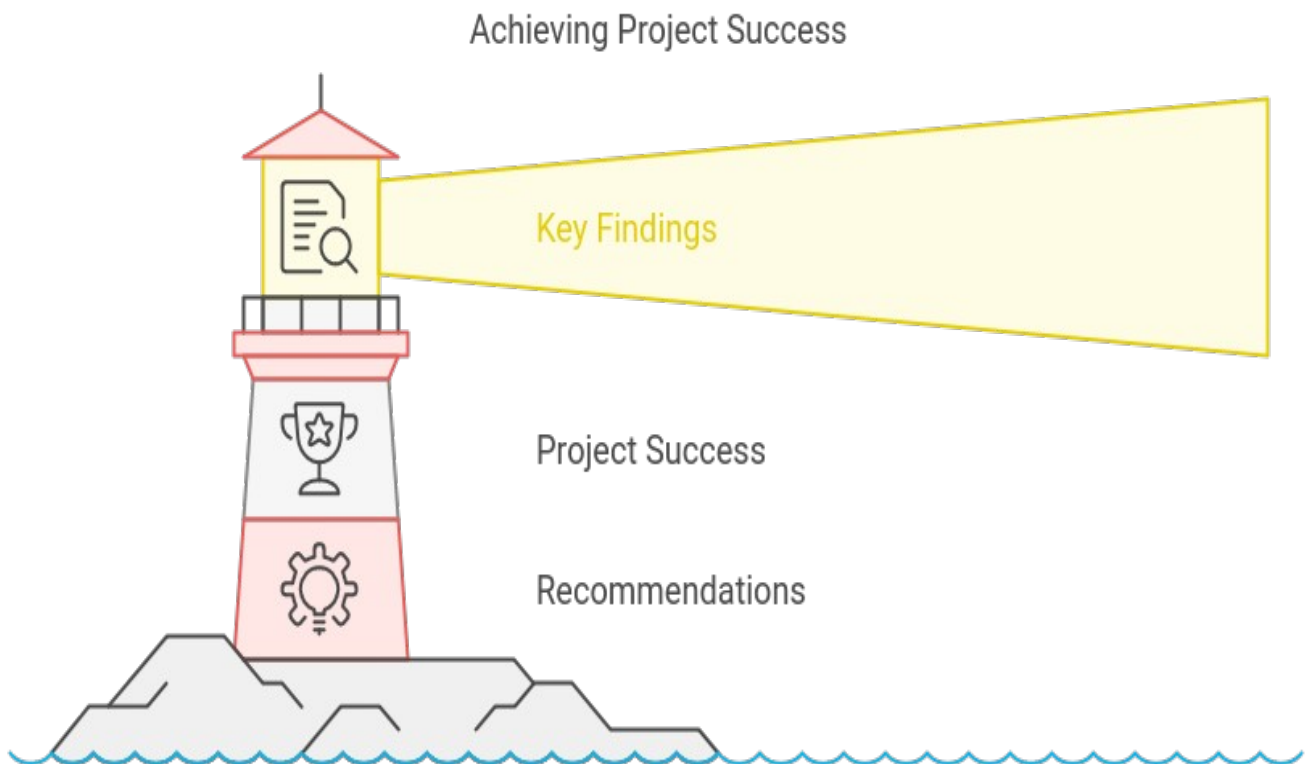 Achieving Project Success
Key Findings
Project Success
Recommendations